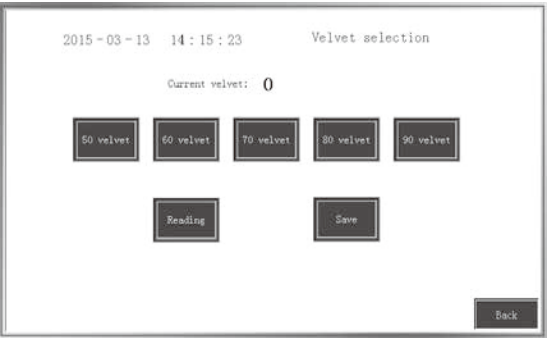 2015-03-13 14:15:23 Velvet selection
Current velvet: 0
50 velvet 60 velvet 70 velvet 80 velvet 90 velvet
Reading Save
Back